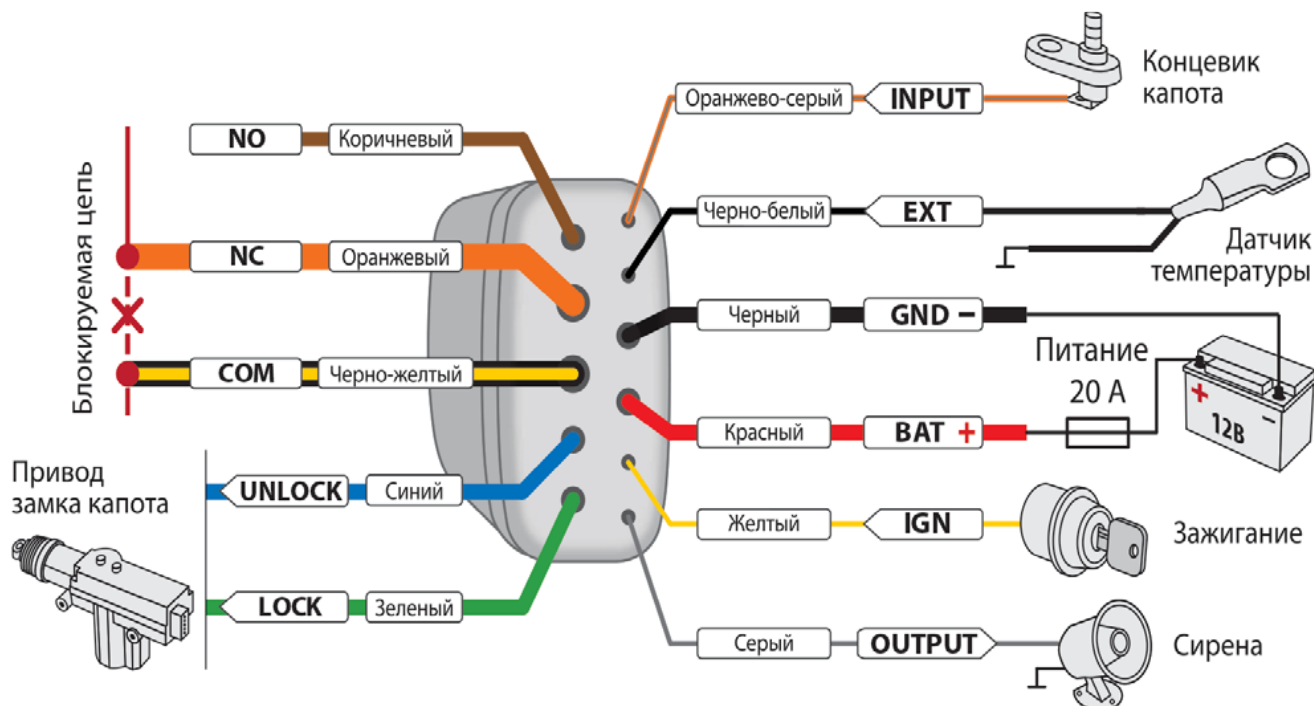 Блокируемая цепь
NO
Коричневый
NC
Оранжевый
COM
Черно-желтый
Привод
замка капота
UNLOCK
Синий
LOCK
Зеленый
Оранжево-серый
INPUT
Концевик
капота
Черно-белый
EXT
Датчик
температуры
Черный
GND −
Питание
20 А
Красный
BAT +
+
−
12В
Желтый
IGN
Зажигание
Серый
OUTPUT
Сирена